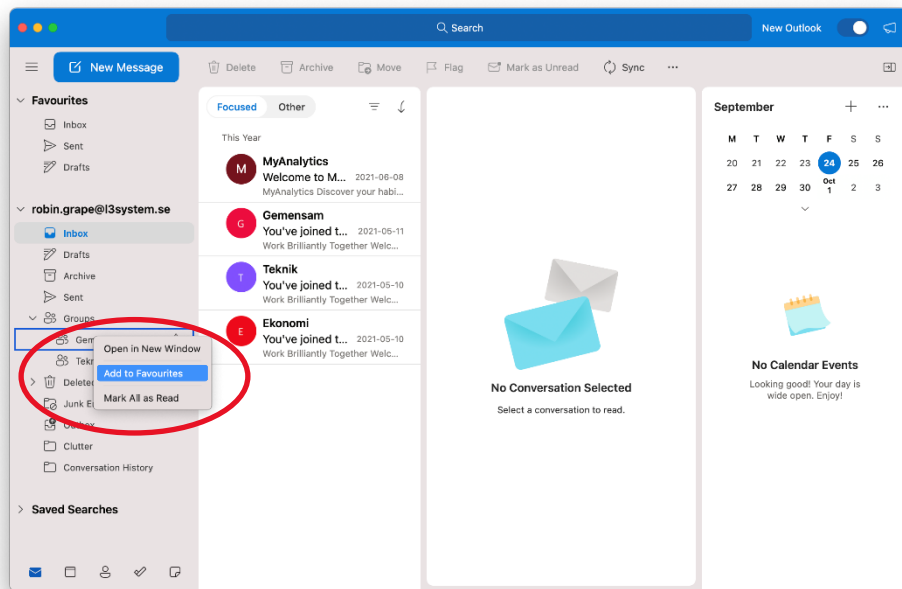 Search
New Outlook
New Message
Delete
Archive
Move
Flag
Mark as Unread
Sync
Favourites
Inbox
Sent
Drafts
robin.grape@l3system.se
Inbox
Drafts
Archive
Sent
Groups
Gem
Tekn
Deleted
Junk E
Outbox
Clutter
Conversation History
Saved Searches
Open in New Window
Add to Favourites
Mark All as Read
Focused Other
This Year
M
MyAnalytics
Welcome to M... 2021-06-08
MyAnalytics Discover your habi...
G
Gemensam
You've joined t... 2021-05-11
Work Brilliantly Together Welc...
T
Teknik
You've joined t... 2021-05-10
Work Brilliantly Together Welc...
E
Ekonomi
You've joined t... 2021-05-10
Work Brilliantly Together Welc...
No Conversation Selected
Select a conversation to read.
September
M T W T F S S
20 21 22 23 24 25 26
27 28 29 30 Oct 1 2 3
No Calendar Events
Looking good! Your day is
wide open. Enjoy!